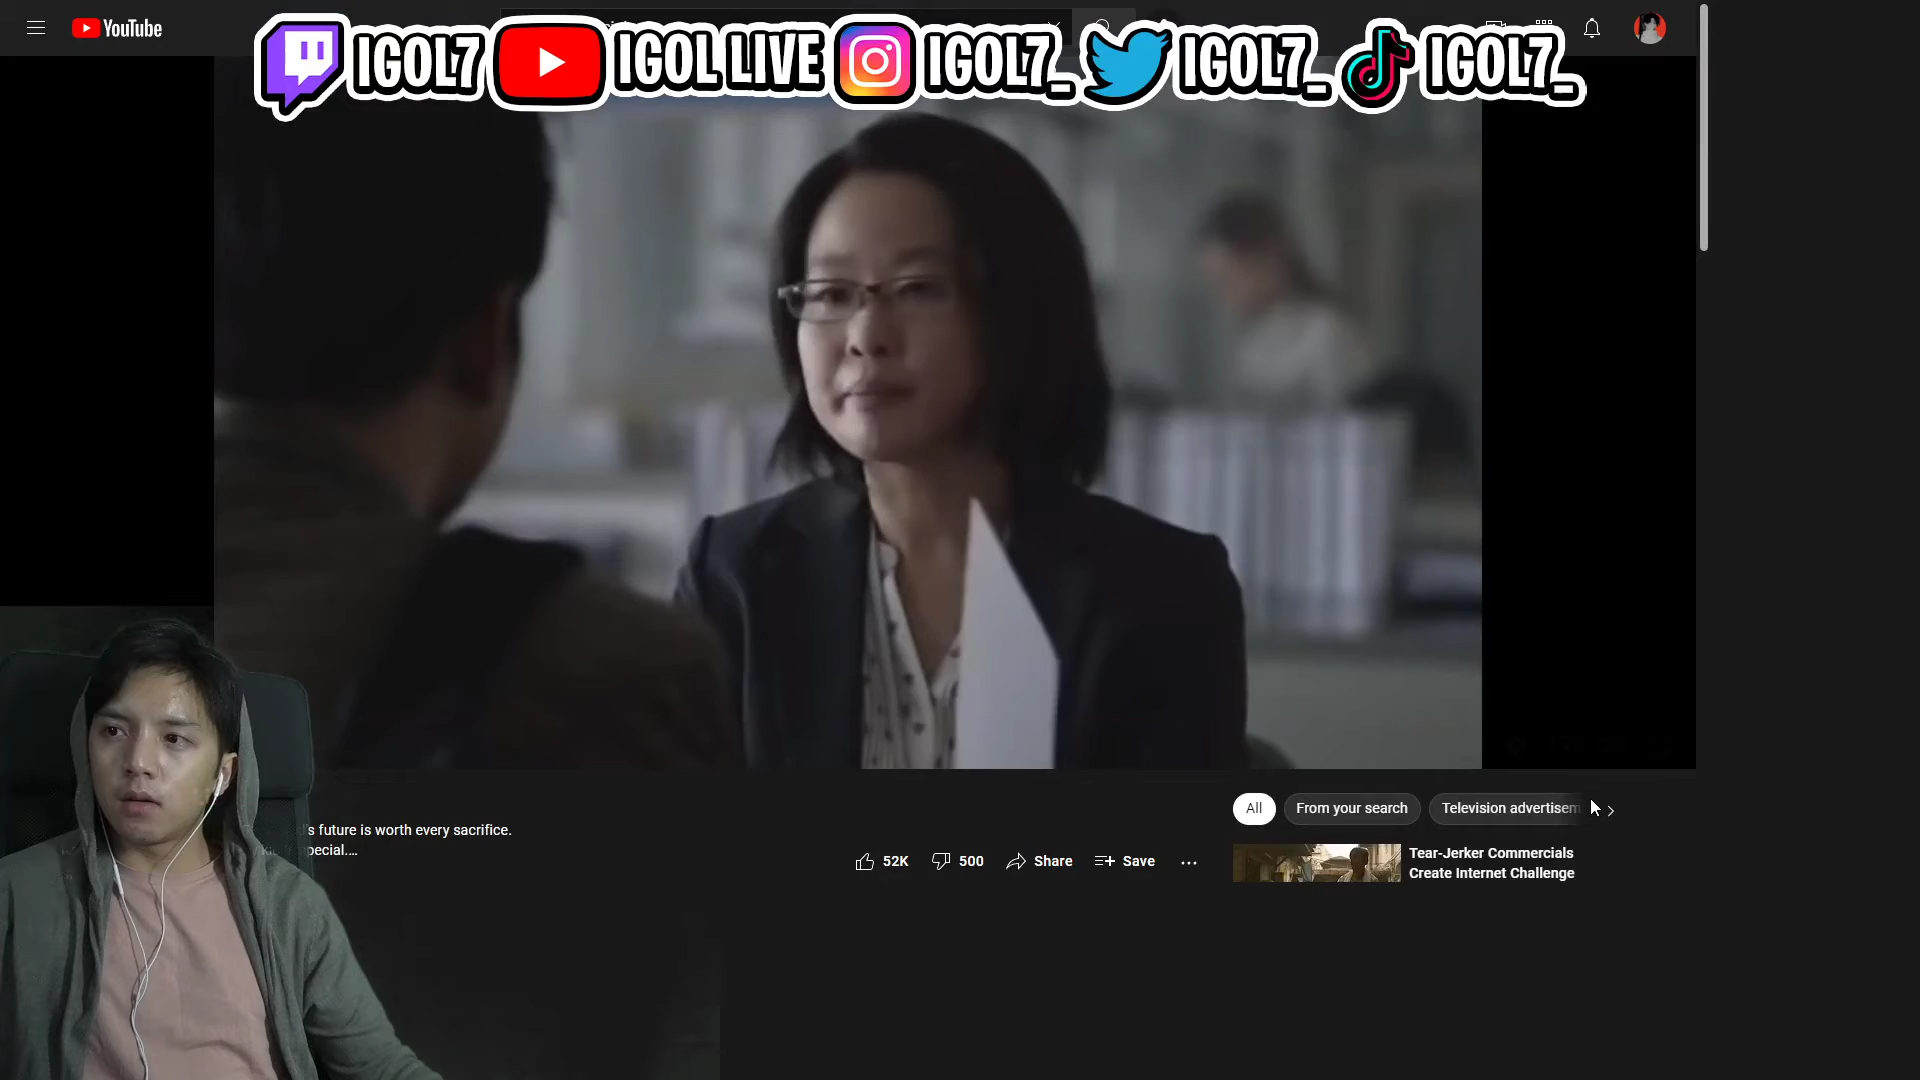 YouTube
IGOL7 IGOL LIVE IGOL7_ IGOL7_ IGOL7_
's future is worth every sacrifice.
pecial....
52K 500 Share Save
All From your search Television advertisem
Tear-Jerker Commercials
Create Internet Challenge